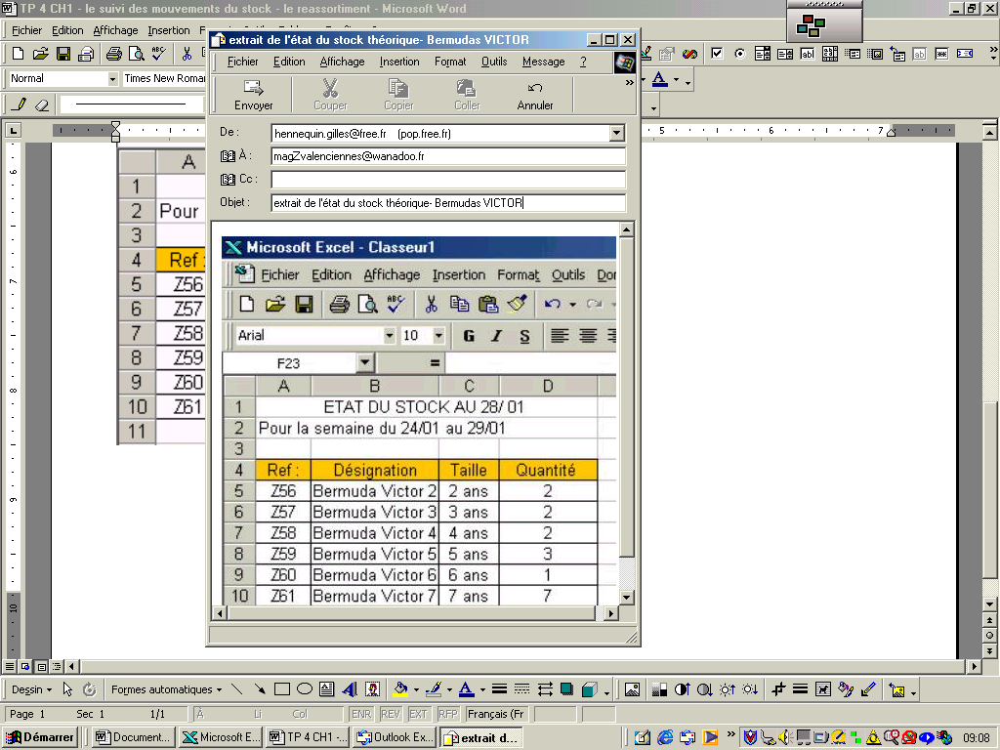 TP 4 CH1 - le suivi des mouvements du stock - le reassortiment - Microsoft Word
Fichier Edition Affichage Insertion F
Normal Times New Roma
extrait de l'état du stock théorique- Bermudas VICTOR
Fichier Edition Affichage Insertion Format Outils Message ?
Envoyer Couper Copier Coller Annuler
De : hennequin.gilles@free.fr (pop.free.fr)
À : magZvalenciennes@wanadoo.fr
Cc :
Objet : extrait de l'état du stock théorique- Bermudas VICTOR
A
1
2 Pour
3
4 Ref :
5 Z56
6 Z57
7 Z58
8 Z59
9 Z60
10 Z61
11
Microsoft Excel - Classeur1
Fichier Edition Affichage Insertion Format Outils Don
Arial 10 G I S
F23 =
A B C D
1 ETAT DU STOCK AU 28/ 01
2 Pour la semaine du 24/01 au 29/01
3
4 Ref : Désignation Taille Quantité
5 Z56 Bermuda Victor 2 2 ans 2
6 Z57 Bermuda Victor 3 3 ans 2
7 Z58 Bermuda Victor 4 4 ans 2
8 Z59 Bermuda Victor 5 5 ans 3
9 Z60 Bermuda Victor 6 6 ans 1
10 Z61 Bermuda Victor 7 7 ans 7
Dessin Formes automatiques
Page 1 Sec 1 1/1 À Li Col ENR REV EXT RFP Français (Fr
Démarrer Document... Microsoft E... TP 4 CH1 -... Outlook Ex... extrait d... 09:08